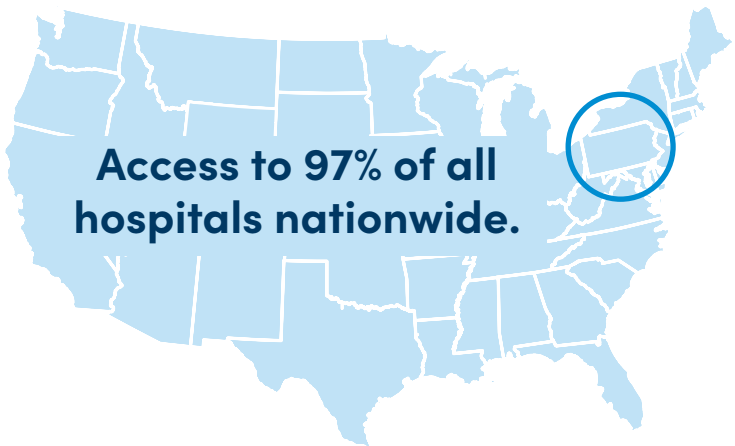 Access to 97% of all
hospitals nationwide.